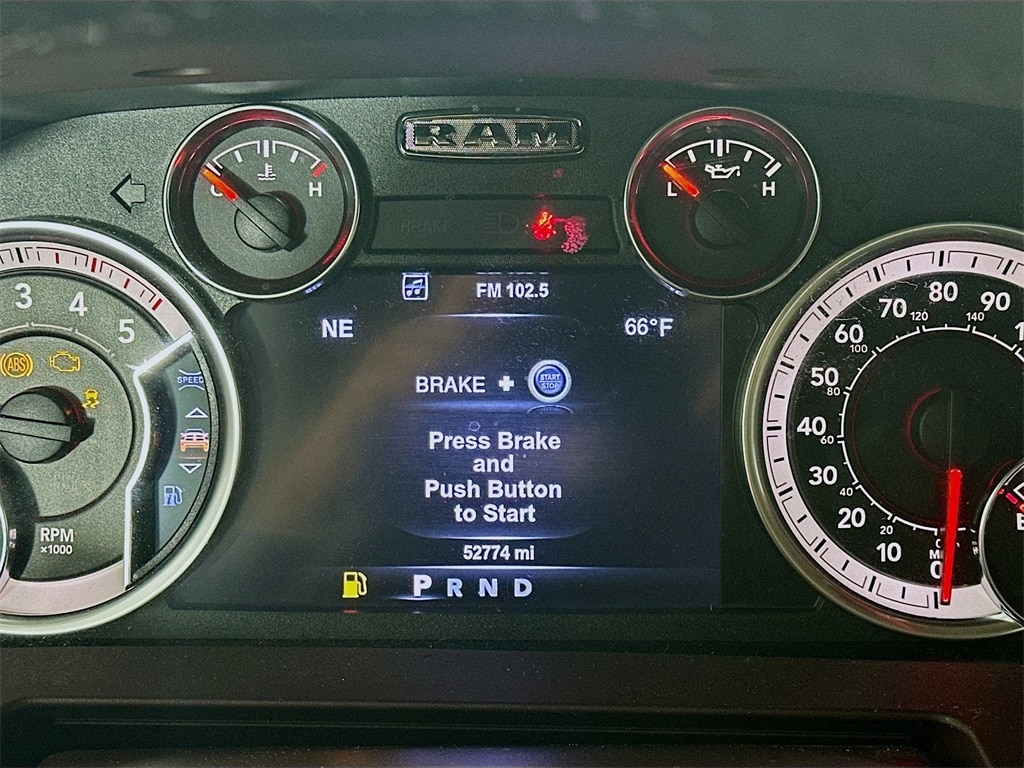 RAM
C H
L H
BRAKE
FM 102.5
NE
66°F
BRAKE +
START
STOP
Press Brake
and
Push Button
to Start
52774 mi
P R N D
3
4
5
ABS
SPEED
RPM
x1000
80
70
90
120
140
60
100
50
80
40
60
30
40
20
20
10
0